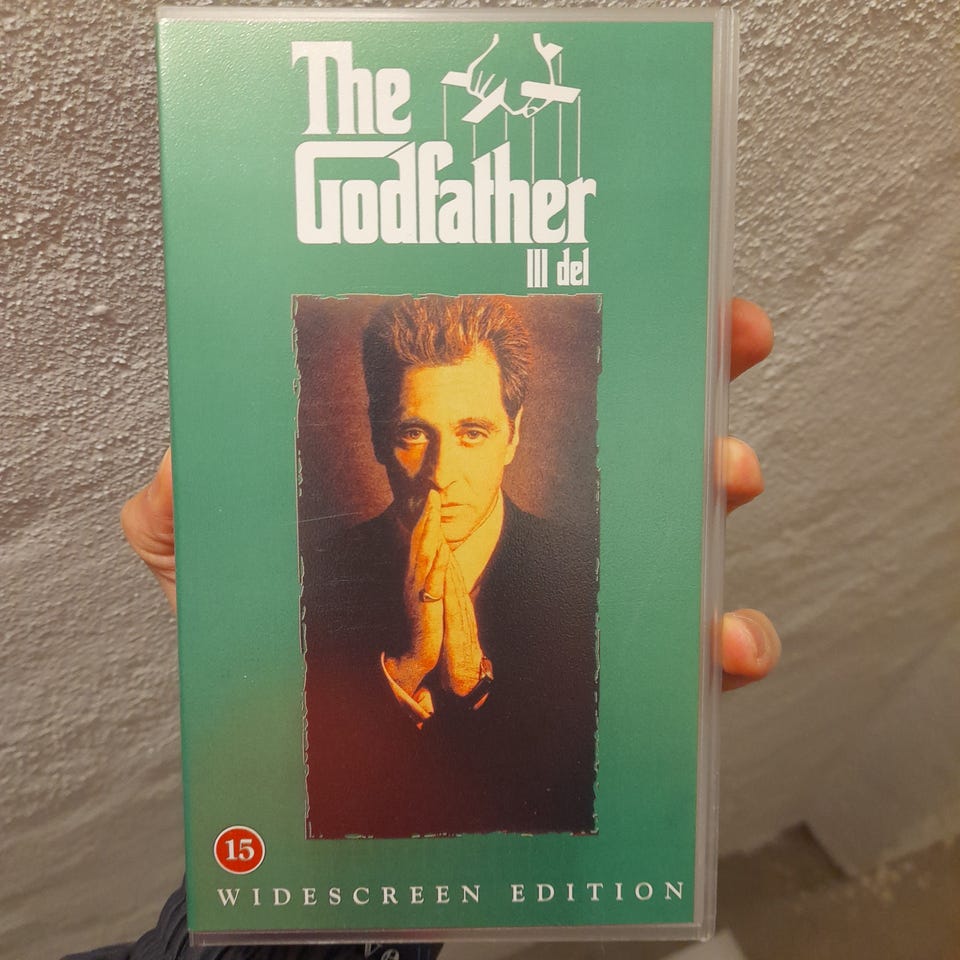 The
Godfather
III del
15
WIDESCREEN EDITION